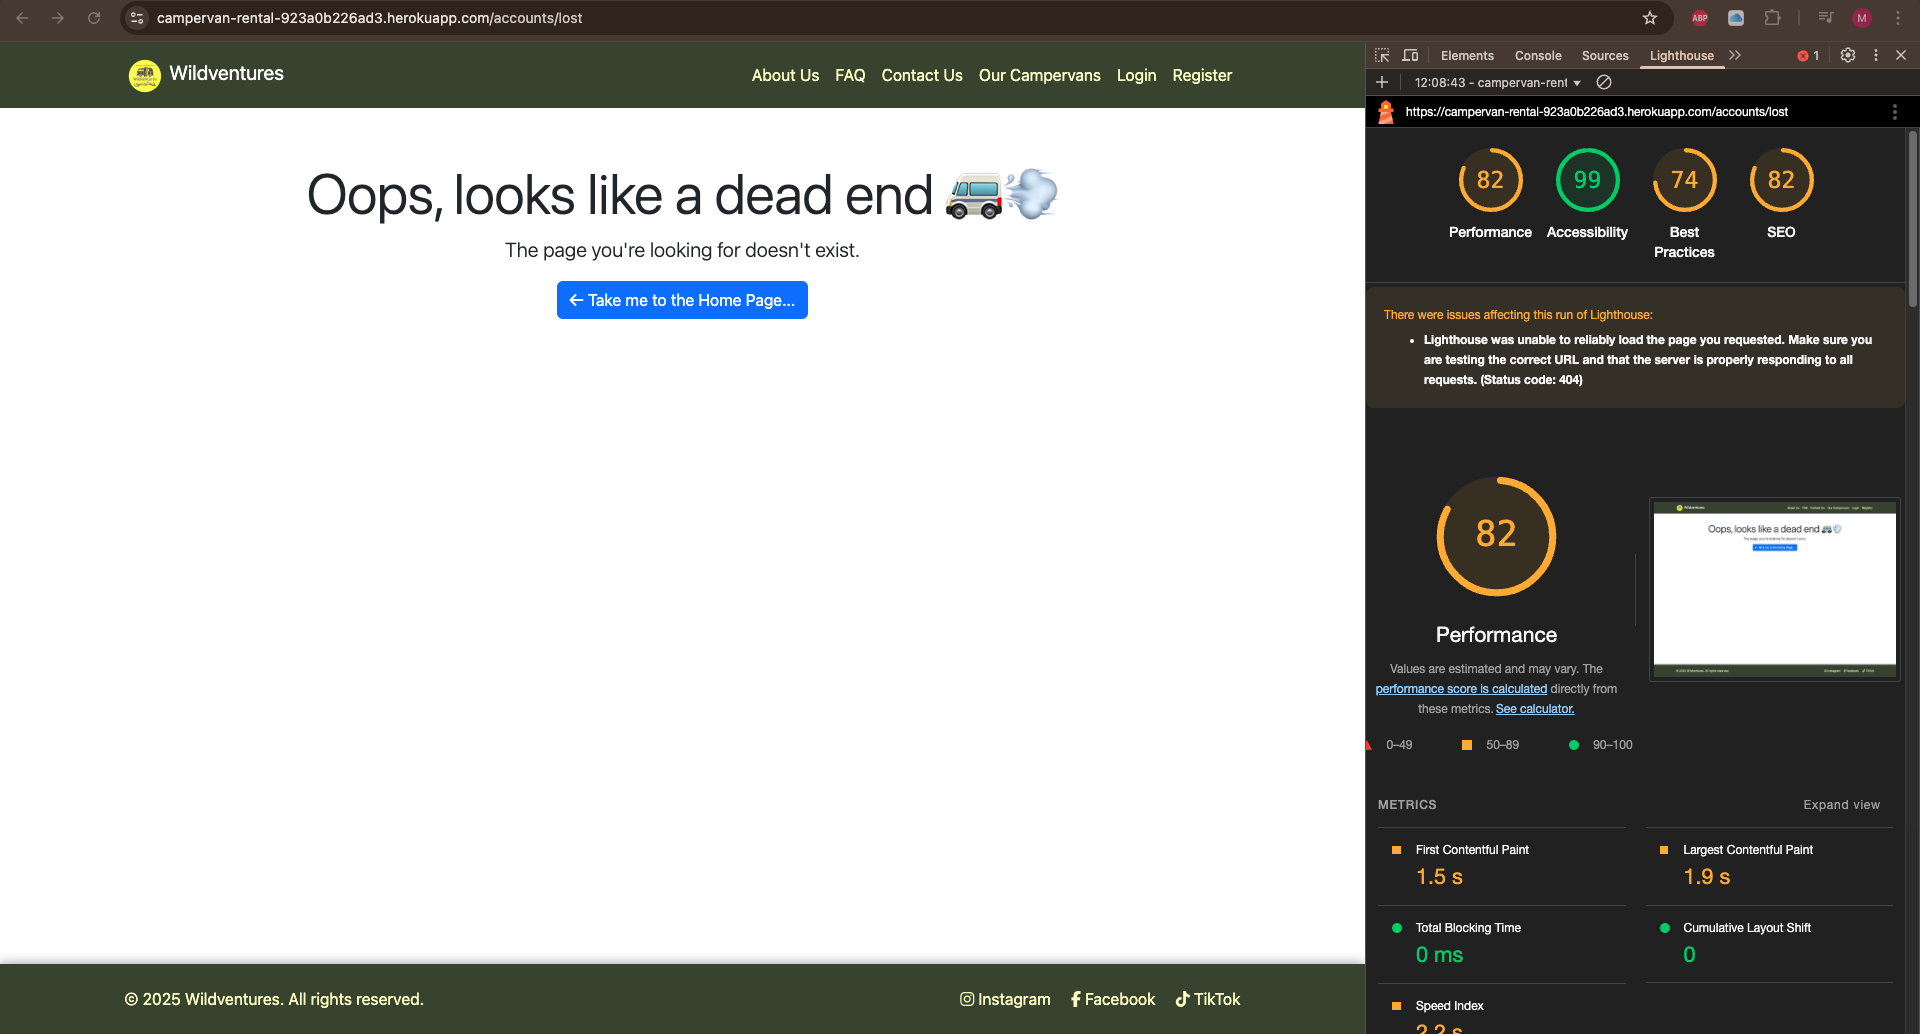 campervan-rental-923a0b226ad3.herokuapp.com/accounts/lost
ABP
M
Wildventures
About Us FAQ Contact Us Our Campervans Login Register
Oops, looks like a dead end
The page you're looking for doesn't exist.
Take me to the Home Page...
© 2025 Wildventures. All rights reserved.
Instagram Facebook TikTok
Elements Console Sources Lighthouse 1
12:08:43 - campervan-rent
https://campervan-rental-923a0b226ad3.herokuapp.com/accounts/lost
82 99 74 82
Performance Accessibility Best Practices SEO
There were issues affecting this run of Lighthouse:
Lighthouse was unable to reliably load the page you requested. Make sure you
are testing the correct URL and that the server is properly responding to all
requests. (Status code: 404)
82
Oops, looks like a dead end
Performance
Values are estimated and may vary. The
performance score is calculated directly from
these metrics. See calculator.
0–49 50–89 90–100
METRICS Expand view
First Contentful Paint
1.5 s
Largest Contentful Paint
1.9 s
Total Blocking Time
0 ms
Cumulative Layout Shift
0
Speed Index
2.2 s